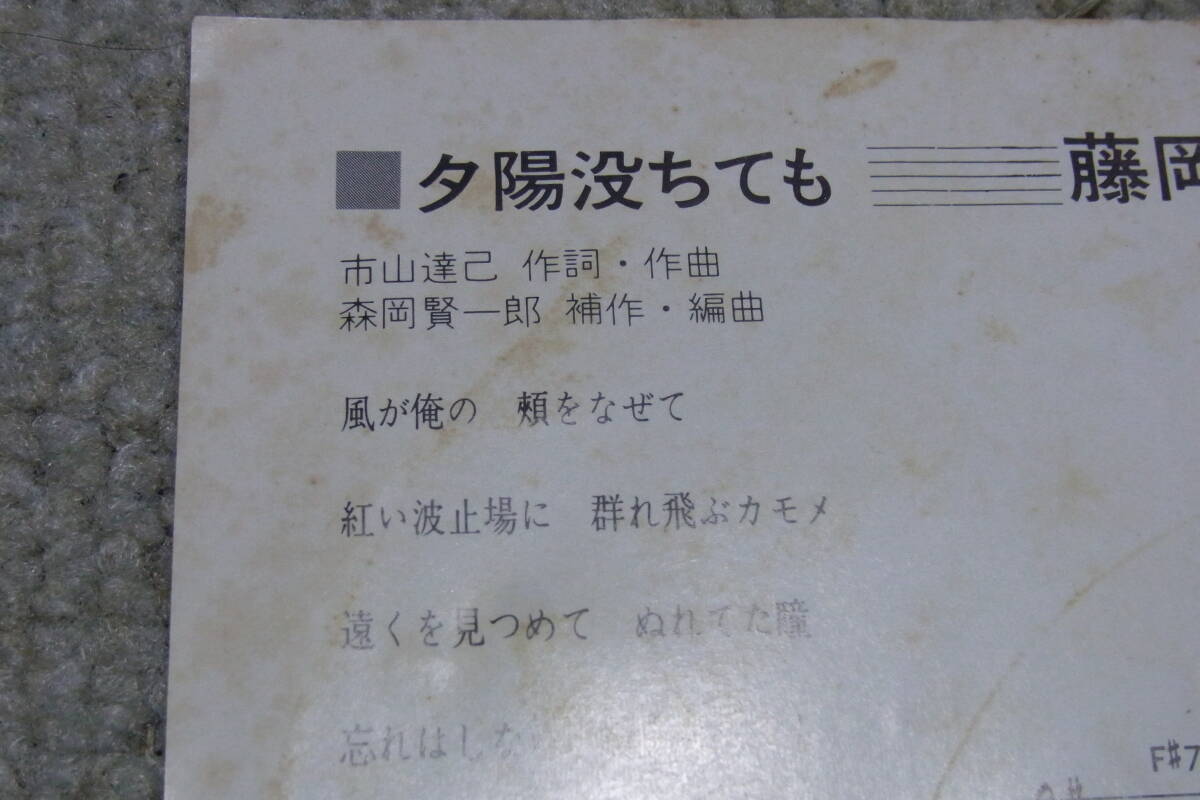 ■夕陽没ちても 藤岡
市山達己 作詞・作曲
森岡賢一郎 補作・編曲
風が俺の 頬をなぜて
紅い波止場に 群れ飛ぶカモメ
遠くを見つめて ぬれてた瞳
忘れはしな
F#7